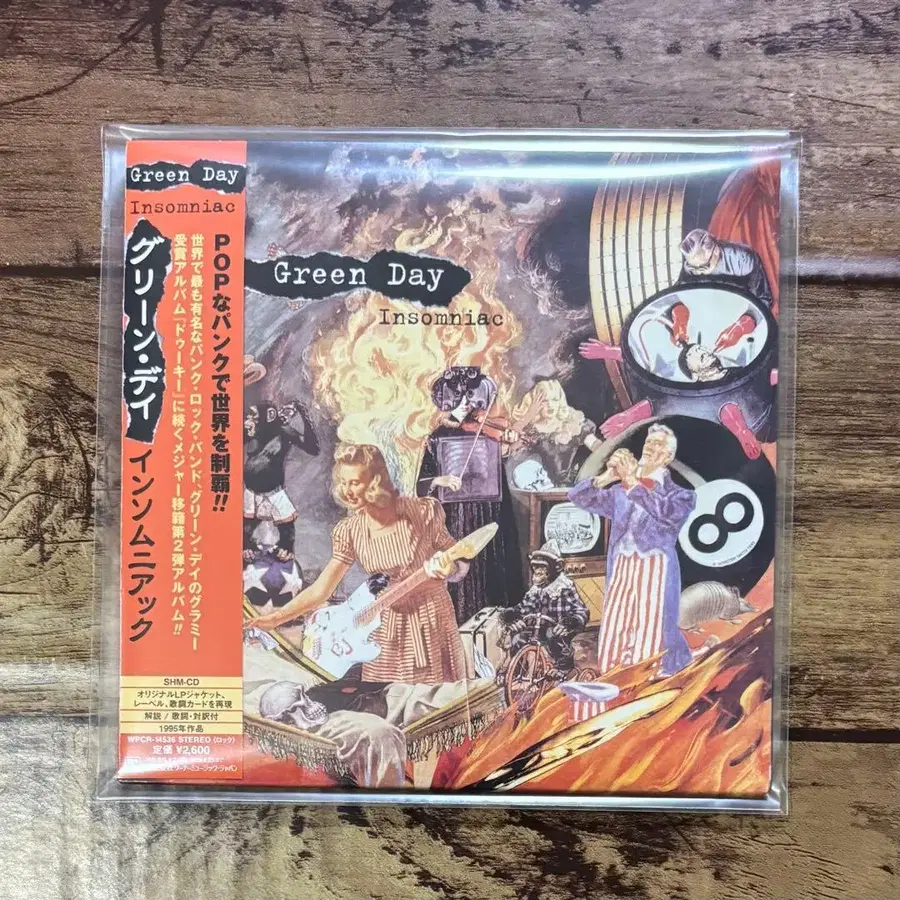 Green Day
Insomniac
グリーン・デイ
インソムニアック
POPなパンクで世界を制覇!!
世界で最も有名なパンク・ロック・バンド、グリーン・デイのグラミー
受賞アルバム『ドゥーキー』に続くメジャー移籍第2弾アルバム!!
SHM-CD
オリジナルLPジャケット、
レーベル、歌詞カードを再現
解説 / 歌詞・対訳付
1995年作品
WPCR-14536 STEREO (ロック)
定価 ¥2,600
Green Day
Insomniac
8